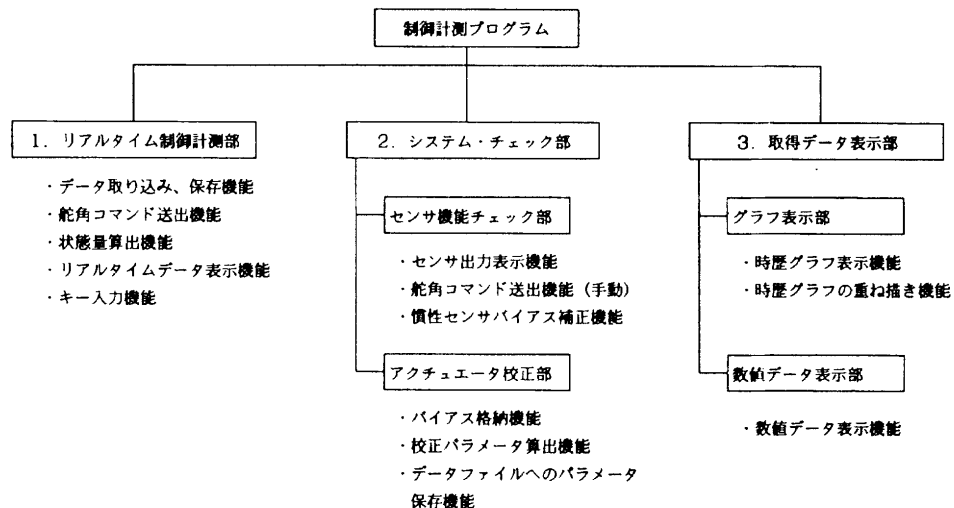 制御計測プログラム
1. リアルタイム制御計測部
・データ取り込み、保存機能
・舵角コマンド送出機能
・状態量算出機能
・リアルタイムデータ表示機能
・キー入力機能
2. システム・チェック部
センサ機能チェック部
・センサ出力表示機能
・舵角コマンド送出機能（手動）
・慣性センサバイアス補正機能
アクチュエータ校正部
・バイアス格納機能
・校正パラメータ算出機能
・データファイルへのパラメータ
保存機能
3. 取得データ表示部
グラフ表示部
・時歴グラフ表示機能
・時歴グラフの重ね描き機能
数値データ表示部
・数値データ表示機能